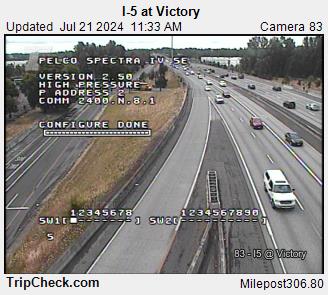 I-5 at Victory
Updated Jul 21 2024 11:33 AM Camera 83
PELCO SPECTRA IV SE
VERSION 2.50
HIGH PRESSURE
P ADDRESS 2
COMM 2400,N,8,1
CONFIGURE DONE
12345678 1234567890
SW1[ ] SW2[ ]
S
83 - I5 @ Victory
TripCheck.com Milepost306.80